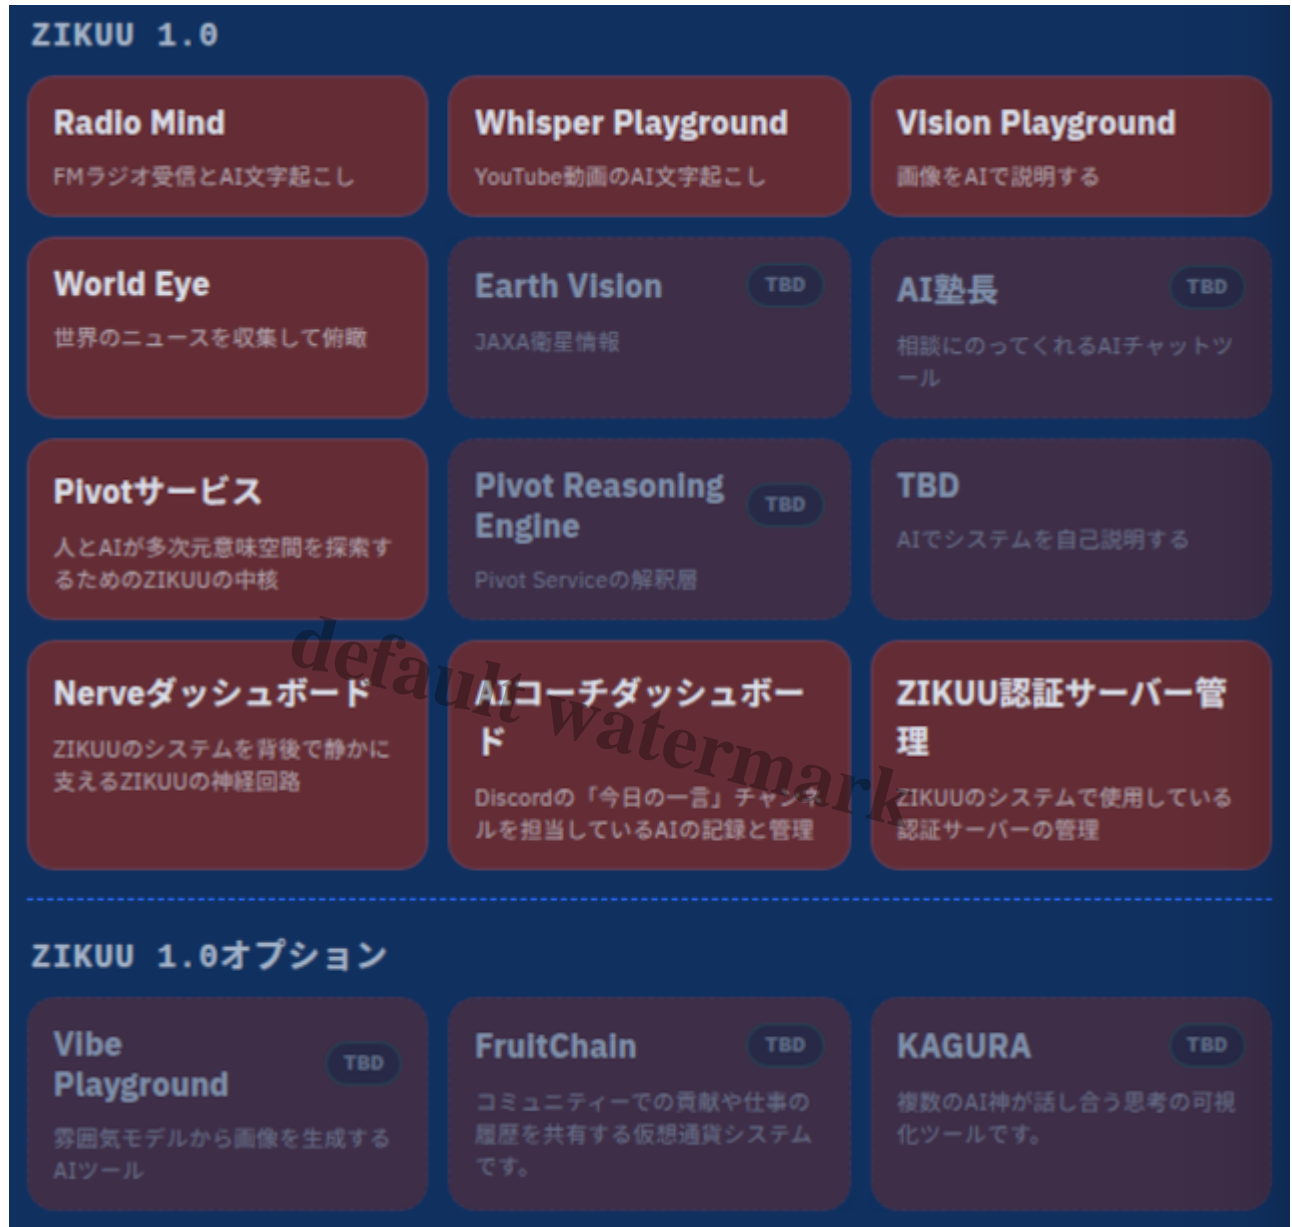 ZIKUU 1.0
Radio Mind
FMラジオ受信とAI文字起こし
Whisper Playground
YouTube動画のAI文字起こし
Vision Playground
画像をAIで説明する
World Eye
世界のニュースを収集して俯瞰
Earth Vision
TBD
JAXA衛星情報
AI塾長
TBD
相談にのってくれるAIチャットツ
ール
Pivotサービス
人とAIが多次元意味空間を探索す
るためのZIKUUの中核
Pivot Reasoning
Engine
TBD
Pivot Serviceの解釈層
TBD
AIでシステムを自己説明する
Nerveダッシュボード
ZIKUUのシステムを背後で静かに
支えるZIKUUの神経回路
AIコーチダッシュボー
ド
Discordの「今日の一言」チャンネ
ルを担当しているAIの記録と管理
ZIKUU認証サーバー管
理
ZIKUUのシステムで使用している
認証サーバーの管理
default watermark
ZIKUU 1.0オプション
Vibe
Playground
TBD
雰囲気モデルから画像を生成する
AIツール
FruitChain
TBD
コミュニティーでの貢献や仕事の
履歴を共有する仮想通貨システム
です。
KAGURA
TBD
複数のAI神が話し合う思考の可視
化ツールです。